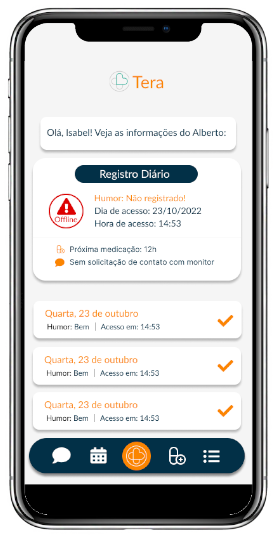 Tera
Olá, Isabel! Veja as informações do Alberto:
Registro Diário
Humor: Não registrado!
Dia de acesso: 23/10/2022
Hora de acesso: 14:53
Offline
Próxima medicação: 12h
Sem solicitação de contato com monitor
Quarta, 23 de outubro
Humor: Bem | Acesso em: 14:53
Quarta, 23 de outubro
Humor: Bem | Acesso em: 14:53
Quarta, 23 de outubro
Humor: Bem | Acesso em: 14:53